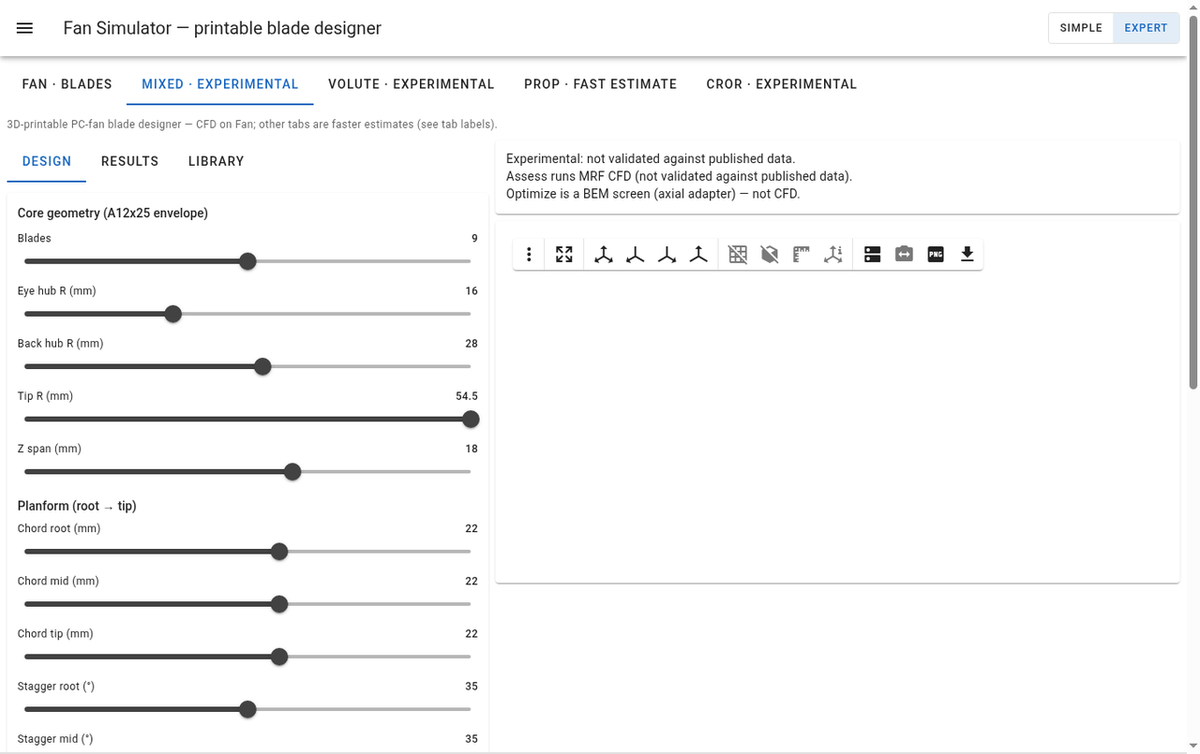 Fan Simulator — printable blade designer
SIMPLE
EXPERT
FAN · BLADES
MIXED · EXPERIMENTAL
VOLUTE · EXPERIMENTAL
PROP · FAST ESTIMATE
CROR · EXPERIMENTAL
3D-printable PC-fan blade designer — CFD on Fan; other tabs are faster estimates (see tab labels).
DESIGN
RESULTS
LIBRARY
Core geometry (A12x25 envelope)
Blades 9
Eye hub R (mm) 16
Back hub R (mm) 28
Tip R (mm) 54.5
Z span (mm) 18
Planform (root → tip)
Chord root (mm) 22
Chord mid (mm) 22
Chord tip (mm) 22
Stagger root (°) 35
Stagger mid (°) 35
Experimental: not validated against published data.
Assess runs MRF CFD (not validated against published data).
Optimize is a BEM screen (axial adapter) — not CFD.
PNG